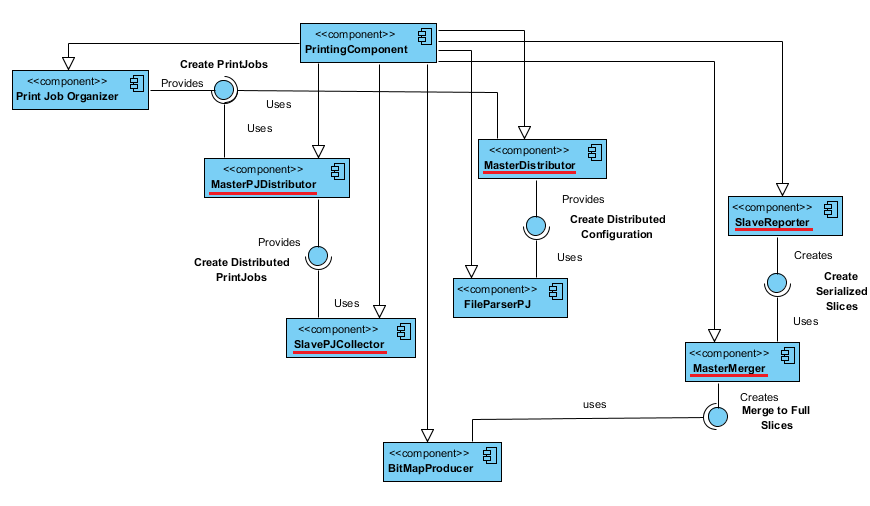 <<component>>
PrintingComponent
Create PrintJobs
<<component>>
Print Job Organizer
Provides
Uses
Uses
<<component>>
MasterDistributor
<<component>>
MasterPJDistributor
Provides
Create Distributed
Configuration
Uses
<<component>>
SlaveReporter
Provides
Create Distributed
PrintJobs
Uses
Creates
Create
Serialized
Slices
Uses
<<component>>
FileParserPJ
<<component>>
SlavePJCollector
<<component>>
MasterMerger
Creates
Merge to Full
Slices
uses
<<component>>
BitMapProducer